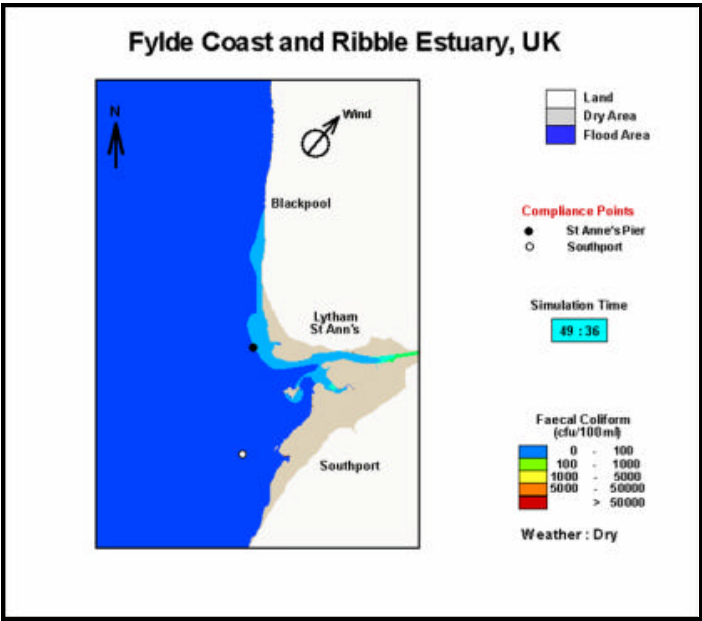 Fylde Coast and Ribble Estuary, UK
N
Wind
Land
Dry Area
Flood Area
Blackpool
Compliance Points
St Anne's Pier
Southport
Simulation Time
49 : 36
Lytham
St Ann's
Southport
Faecal Coliform
(cfu/100ml)
0 - 100
100 - 1000
1000 - 5000
5000 - 50000
> 50000
Weather : Dry